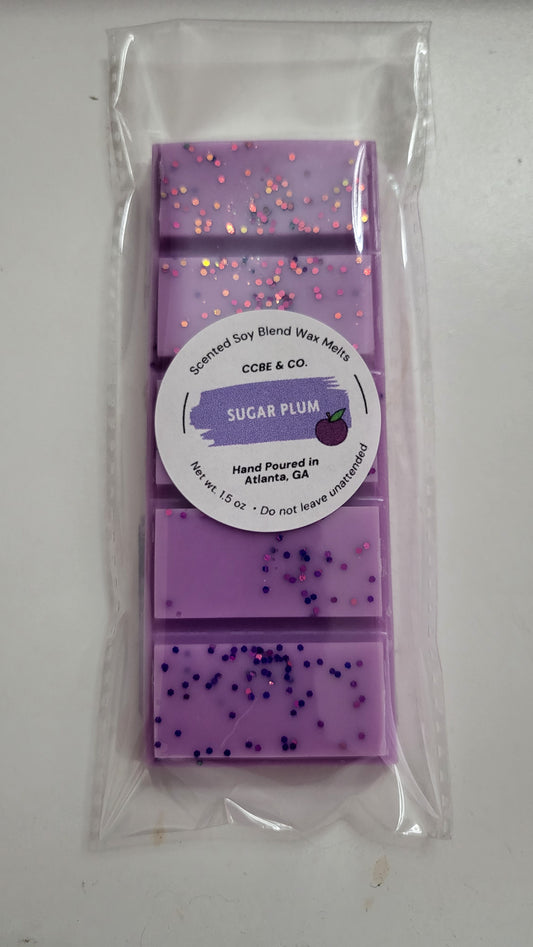 Scented Soy Blend Wax Melts
CCBE & CO.
SUGAR PLUM
Hand Poured in
Atlanta, GA
Net wt. 1.5 oz • Do not leave unattended